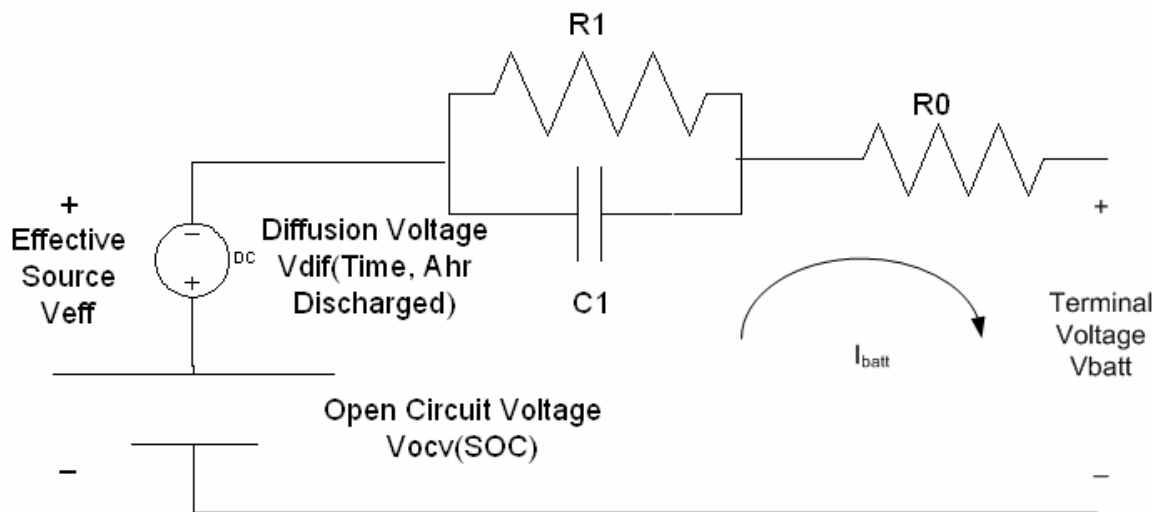 R1
R0
+
Effective
Source
Veff
−
DC
+
Diffusion Voltage
Vdif(Time, Ahr
Discharged)
C1
+
Terminal
Voltage
Vbatt
Ibatt
Open Circuit Voltage
Vocv(SOC)
−
−